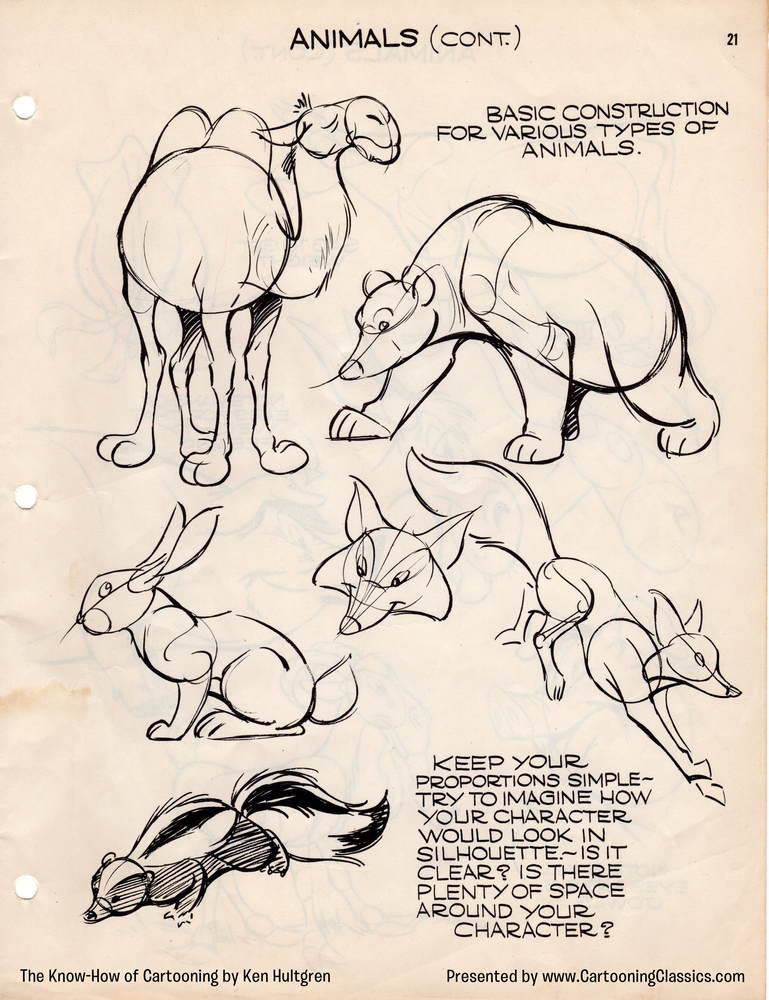 ANIMALS (CONT.)
21
BASIC CONSTRUCTION
FOR VARIOUS TYPES OF
ANIMALS.
KEEP YOUR
PROPORTIONS SIMPLE~
TRY TO IMAGINE HOW
YOUR CHARACTER
WOULD LOOK IN
SILHOUETTE.~IS IT
CLEAR? IS THERE
PLENTY OF SPACE
AROUND YOUR
CHARACTER?
The Know-How of Cartooning by Ken Hultgren
Presented by www.CartooningClassics.com